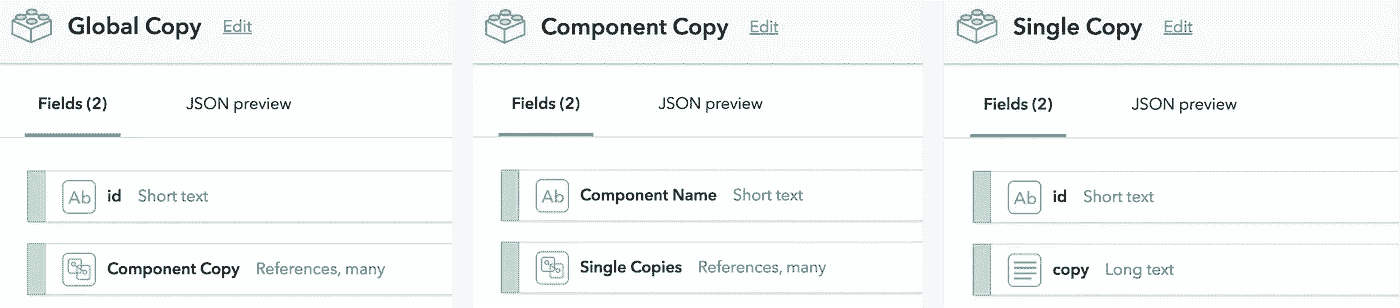 Global Copy Edit
Fields (2) JSON preview
Ab id Short text
Component Copy References, many
Component Copy Edit
Fields (2) JSON preview
Ab Component Name Short text
Single Copies References, many
Single Copy Edit
Fields (2) JSON preview
Ab id Short text
copy Long text